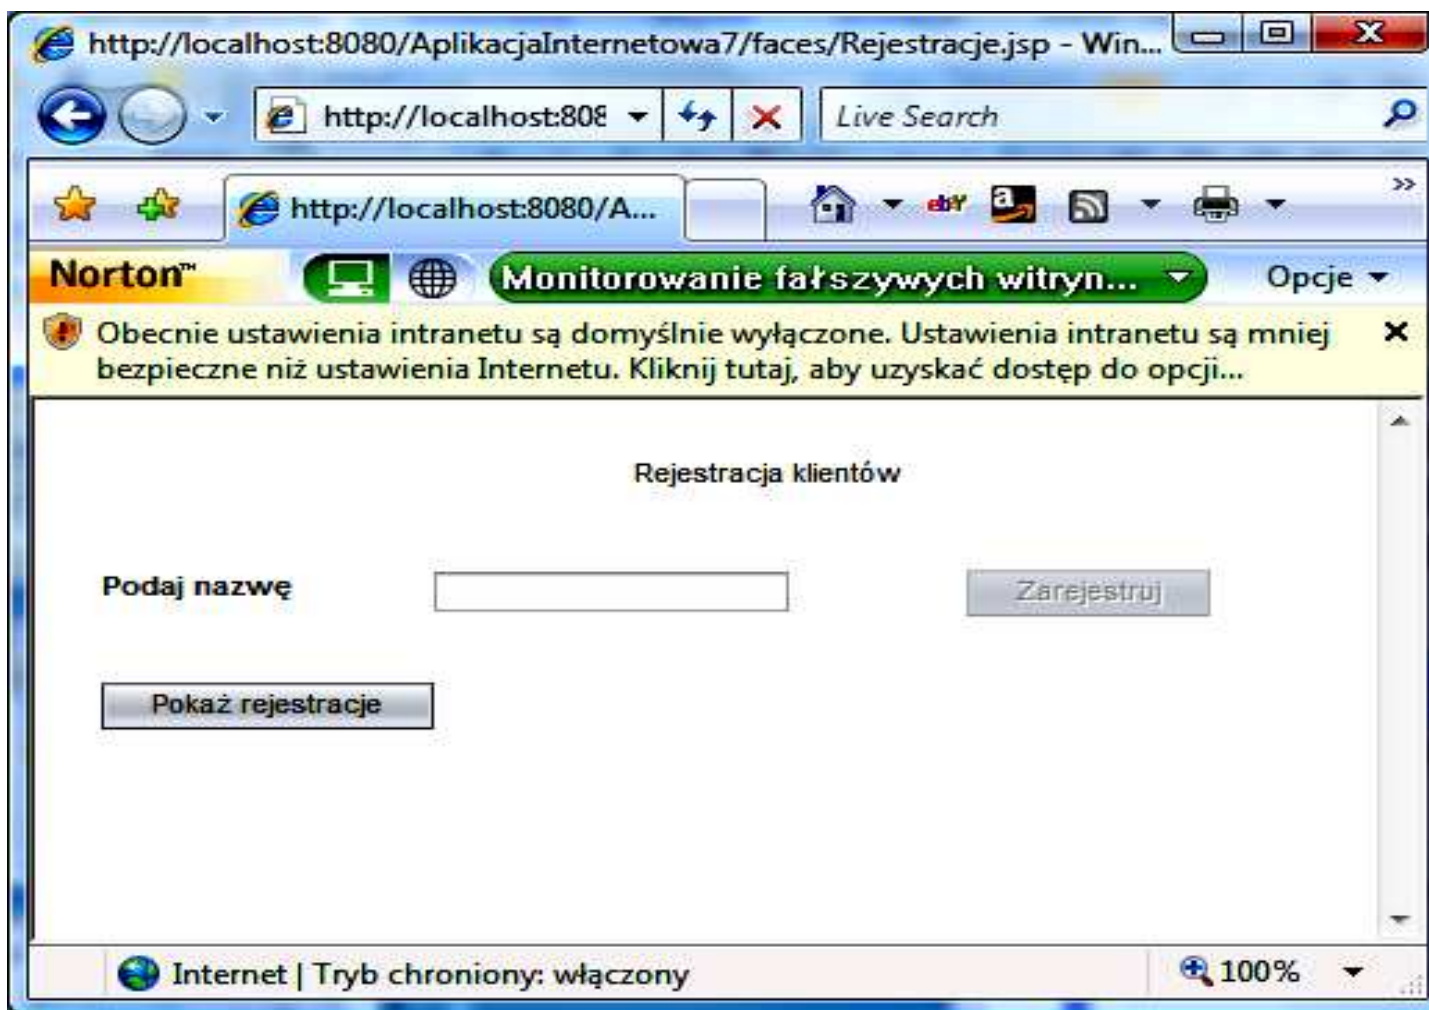 http://localhost:8080/AplikacjaInternetowa7/faces/Rejestracje.jsp - Win...
http://localhost:808
Live Search
http://localhost:8080/A...
ebY
a
Norton™
Monitorowanie fałszywych witryn...
Opcje
Obecnie ustawienia intranetu są domyślnie wyłączone. Ustawienia intranetu są mniej
bezpieczne niż ustawienia Internetu. Kliknij tutaj, aby uzyskać dostęp do opcji...
Rejestracja klientów
Podaj nazwę
Zarejestruj
Pokaż rejestracje
Internet | Tryb chroniony: włączony
100%